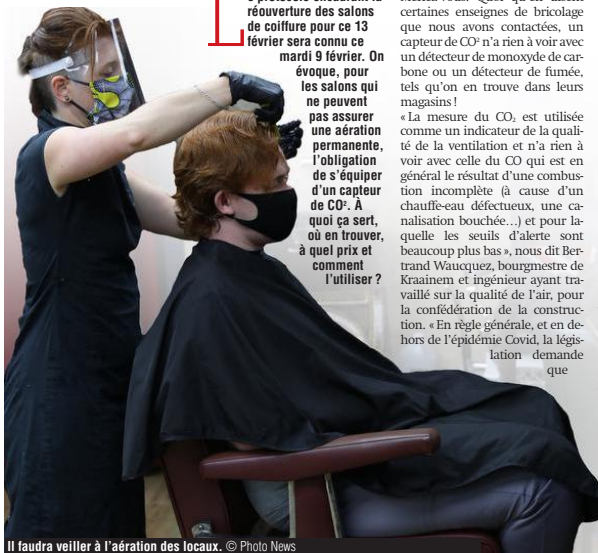 réouverture des salons
de coiffure pour ce 13
février sera connu ce
mardi 9 février. On
évoque, pour
les salons qui
ne peuvent
pas assurer
une aération
permanente,
l'obligation
de s'équiper
d'un capteur
de CO². À
quoi ça sert,
où en trouver,
à quel prix et
comment
l'utiliser ?
certaines enseignes de bricolage
que nous avons contactées, un
capteur de CO² n'a rien à voir avec
un détecteur de monoxyde de car-
bone ou un détecteur de fumée,
tels qu'on en trouve dans leurs
magasins !
« La mesure du CO₂ est utilisée
comme un indicateur de la quali-
té de la ventilation et n'a rien à
voir avec celle du CO qui est en
général le résultat d'une combus-
tion incomplète (à cause d'un
chauffe-eau défectueux, une ca-
nalisation bouchée…) et pour la-
quelle les seuils d'alerte sont
beaucoup plus bas », nous dit Ber-
trand Waucquez, bourgmestre de
Kraainem et ingénieur ayant tra-
vaillé sur la qualité de l'air, pour
la confédération de la construc-
tion. « En règle générale, et en de-
hors de l'épidémie Covid, la légis-
lation demande
que
Il faudra veiller à l'aération des locaux. © Photo News